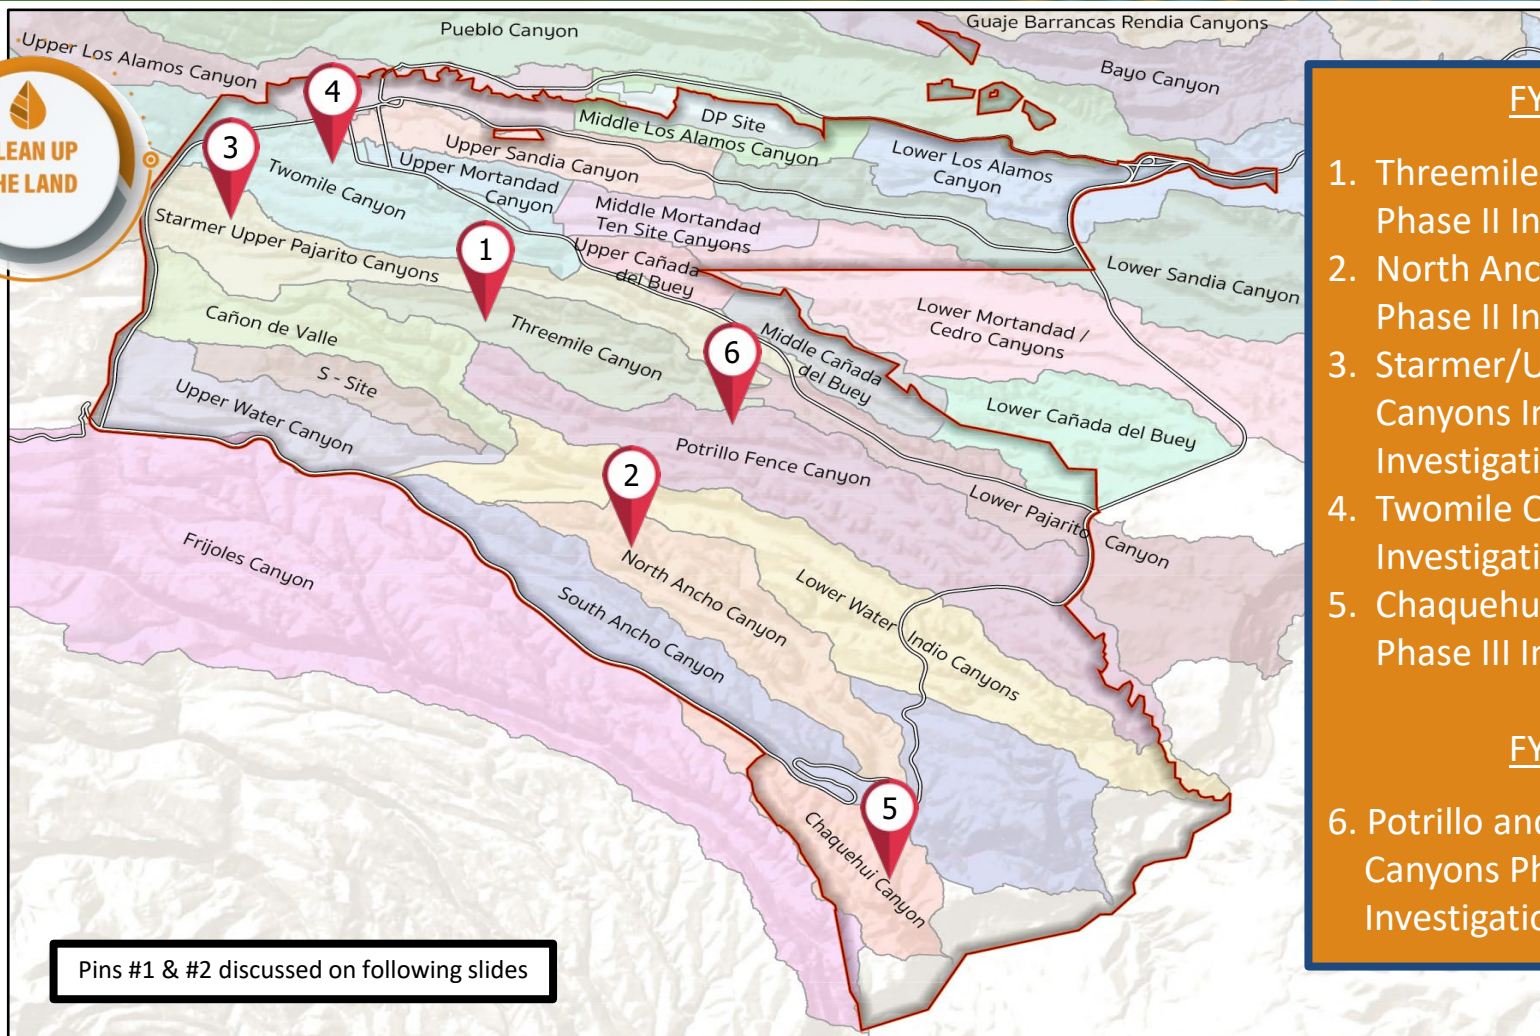 Pueblo Canyon
Guaje Barrancas Rendia Canyons
Upper Los Alamos Canyon
Bayo Canyon
LEAN UP
HE LAND
4
3
DP Site
Middle Los Alamos Canyon
Upper Sandia Canyon
Lower Los Alamos
Canyon
Twomile Canyon
Upper Mortandad
Canyon
Middle Mortandad
Ten Site Canyons
Starmer Upper Pajarito Canyons
1
Upper Cañada
del Buey
Lower Sandia Canyon
Cañon de Valle
Threemile Canyon
6
Middle Cañada
del Buey
Lower Mortandad /
Cedro Canyons
S - Site
Upper Water Canyon
Lower Cañada del Buey
Potrillo Fence Canyon
2
Lower Pajarito Canyon
Frijoles Canyon
North Ancho Canyon
South Ancho Canyon
Lower Water Indio Canyons
5
Chaquehui Canyon
Pins #1 & #2 discussed on following slides
FY
1. Threemile
Phase II In
2. North Anc
Phase II In
3. Starmer/U
Canyons In
Investigati
4. Twomile C
Investigati
5. Chaquehu
Phase III In
FY
6. Potrillo and
Canyons Ph
Investigatio